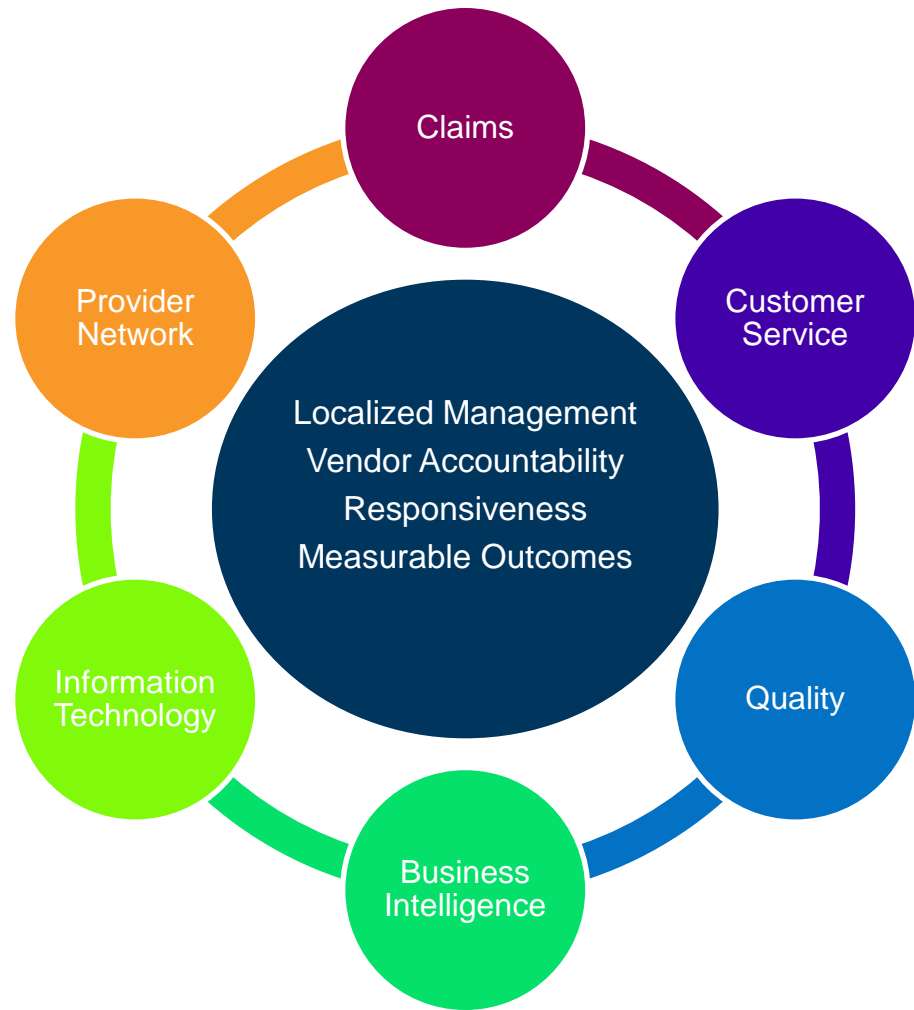 Claims
Provider
Network
Customer
Service
Localized Management
Vendor Accountability
Responsiveness
Measurable Outcomes
Information
Technology
Quality
Business
Intelligence